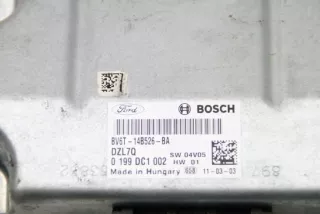 Ford BOSCH
BV6T-14B526-BA
DZL7Q SW 04V05
0 199 DC1 002 HW 01
Made in Hungary 11-03-03